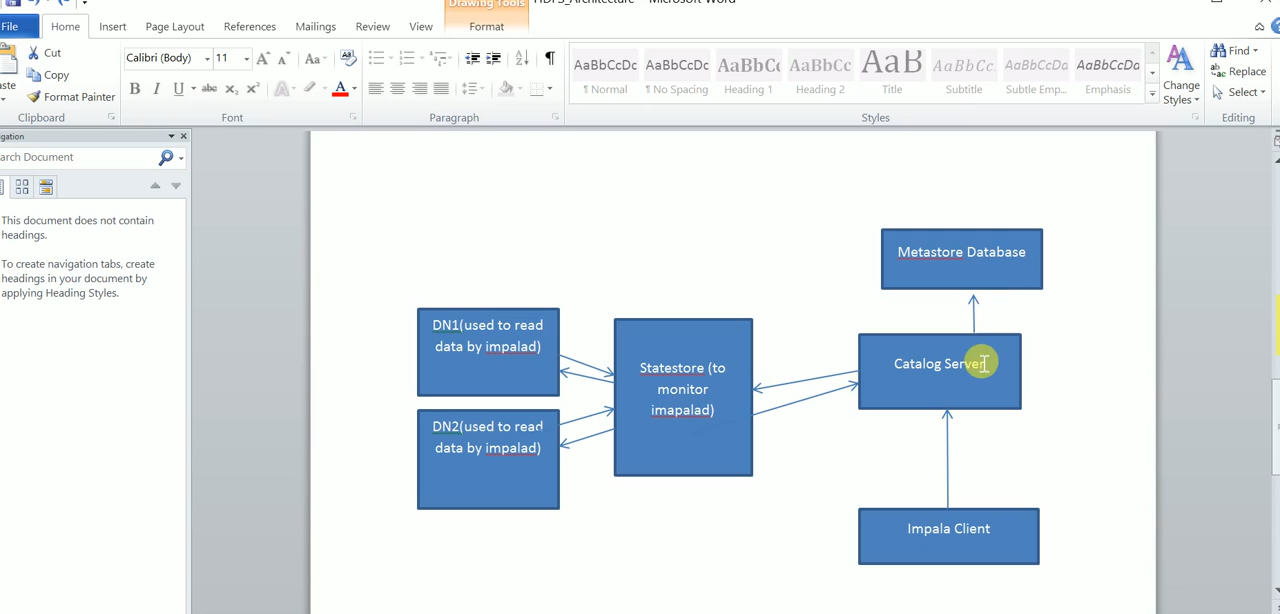 Drawing Tools
HDFS_Architecture - Microsoft Word
File Home Insert Page Layout References Mailings Review View Format
Cut
Copy
Format Painter
Clipboard
Calibri (Body) 11
Font
Paragraph
AaBbCcDc AaBbCcDc AaBbCc AaBbCc AaB AaBbCc. AaBbCcDa AaBbCcDa
¶ Normal ¶ No Spacing Heading 1 Heading 2 Title Subtitle Subtle Emp... Emphasis
Styles
Change
Styles
Find
Replace
Select
Editing
This document does not contain
headings.
To create navigation tabs, create
headings in your document by
applying Heading Styles.
Metastore Database
DN1(used to read
data by impalad)
Statestore (to
monitor
imapalad)
Catalog Server
DN2(used to read
data by impalad)
Impala Client